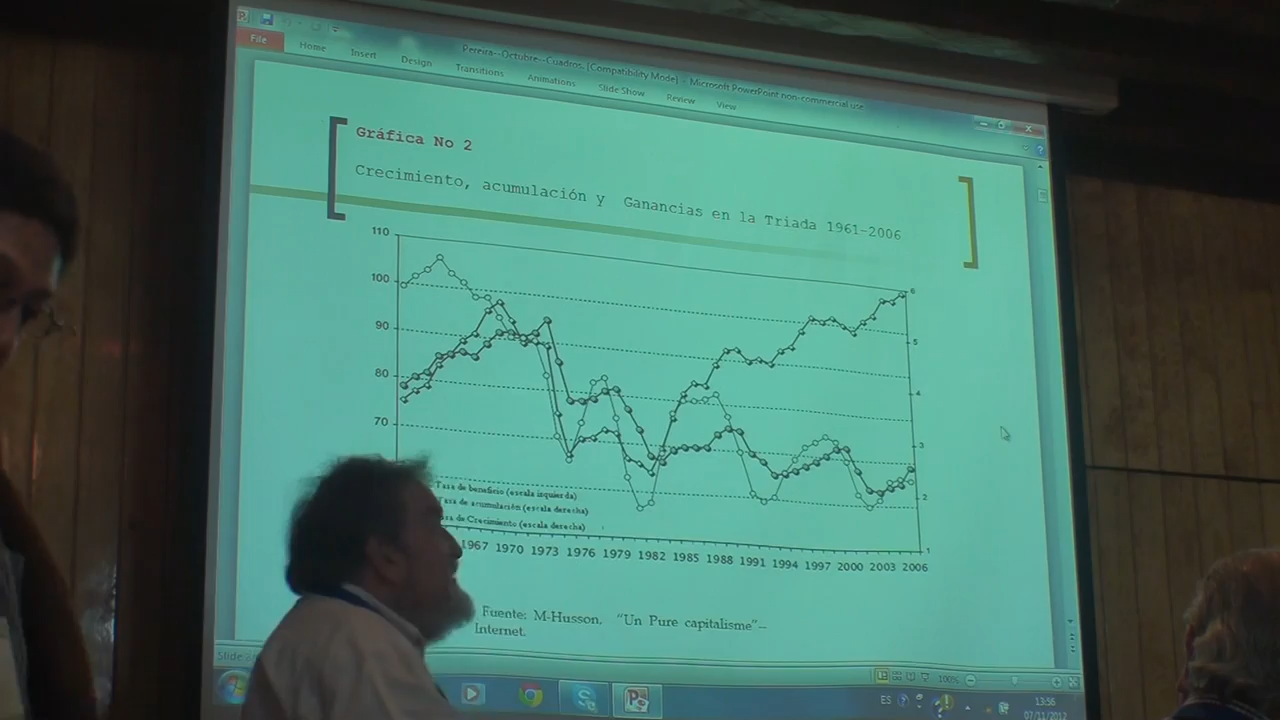 Pereira--Octubre--Cuadros. [Compatibility Mode] - Microsoft PowerPoint non-commercial use
File Home Insert Design Transitions Animations Slide Show Review View
Gráfica No 2
Crecimiento, acumulación y Ganancias en la Triada 1961-2006
110
100
90
80
70
6
5
4
3
2
1
Tasa de beneficio (escala izquierda)
Tasa de acumulación (escala derecha)
de Crecimiento (escala derecha)
1967 1970 1973 1976 1979 1982 1985 1988 1991 1994 1997 2000 2003 2006
Fuente: M-Husson. "Un Pure capitalisme"–
Internet.
Slide
100%
ES
13:56